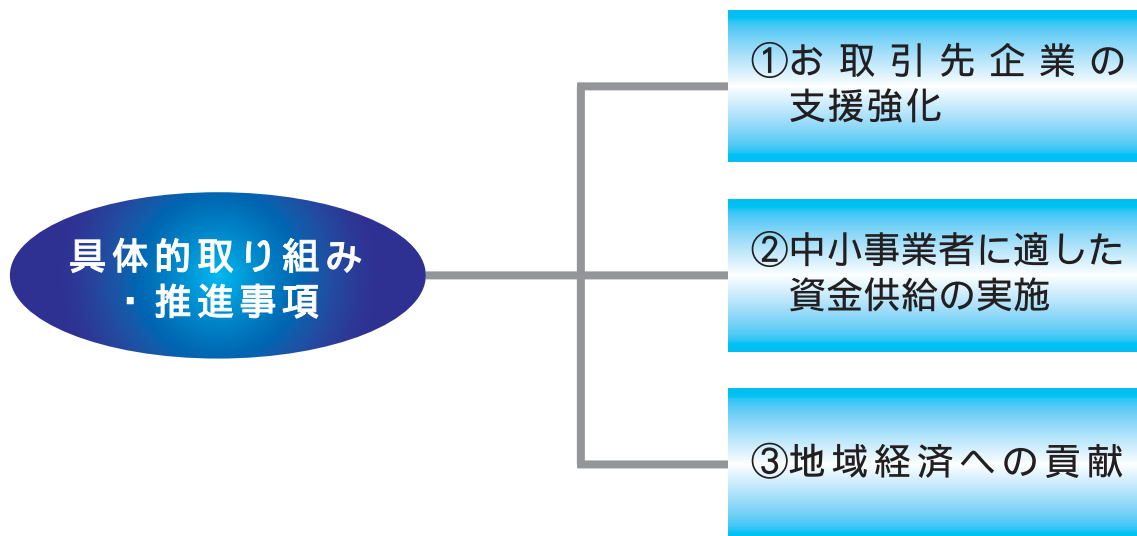 具体的取り組み
・推進事項
①お取引先企業の
支援強化
②中小事業者に適した
資金供給の実施
③地域経済への貢献